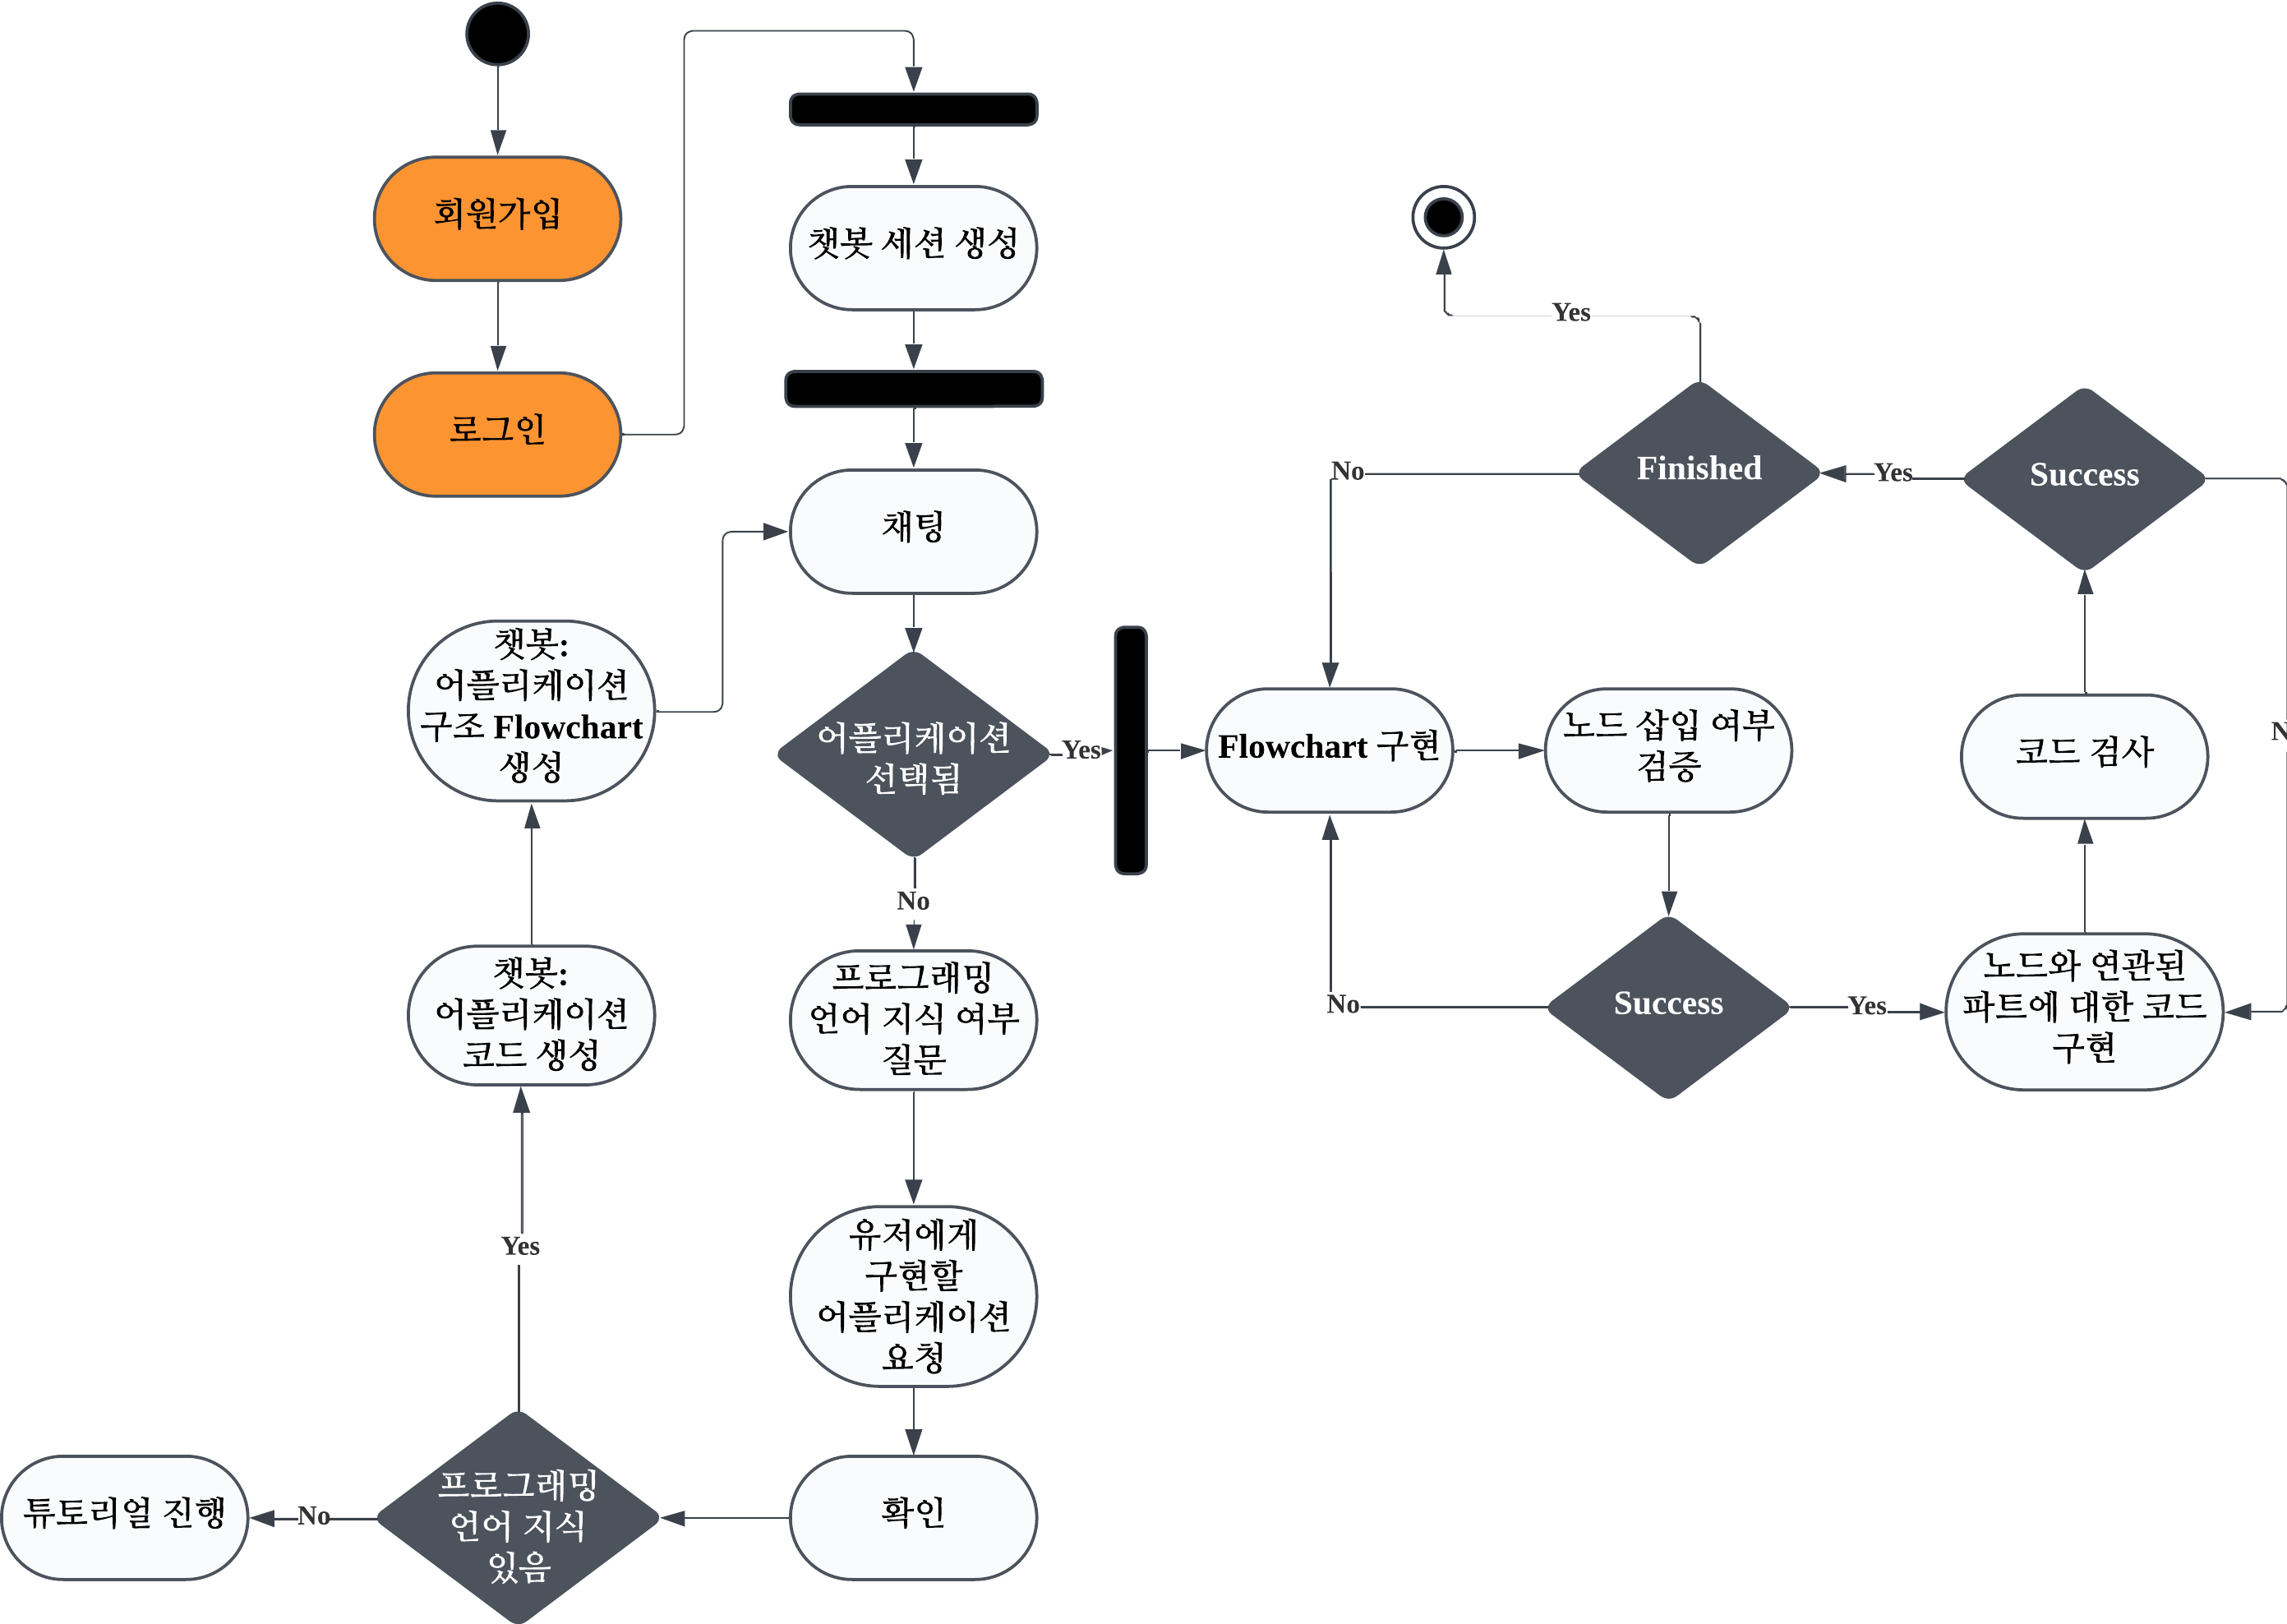 회원가입
로그인
챗봇 세션 생성
채팅
어플리케이션
선택됨
Yes
No
프로그래밍
언어 지식 여부
질문
유저에게
구현할
어플리케이션
요청
확인
프로그래밍
언어 지식
있음
No
튜토리얼 진행
Yes
챗봇:
어플리케이션
코드 생성
챗봇:
어플리케이션
구조 Flowchart
생성
Flowchart 구현
노드 삽입 여부
검증
Success
No
Yes
노드와 연관된
파트에 대한 코드
구현
코드 검사
Success
Yes
Finished
No
Yes